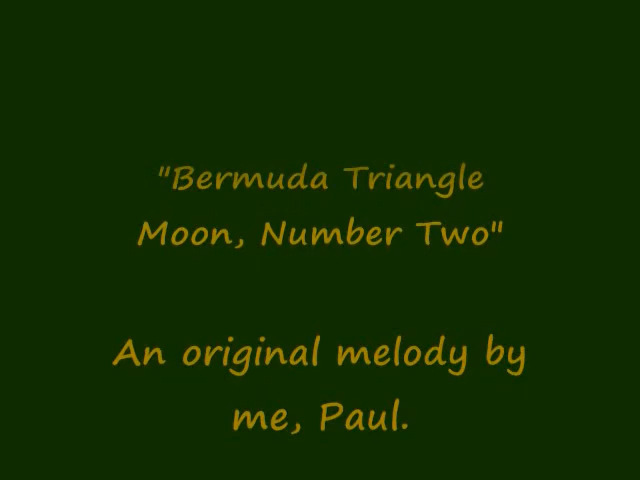 "Bermuda Triangle
Moon, Number Two"
An original melody by
me, Paul.